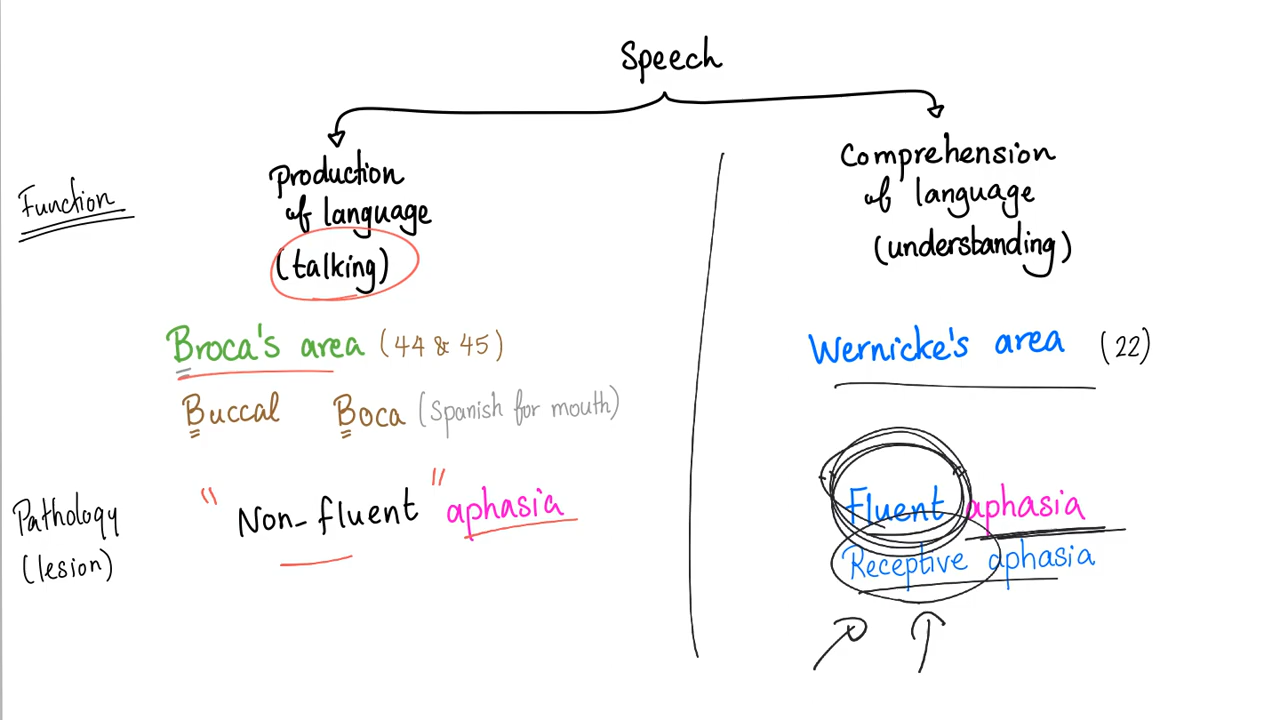 Speech
Function
Production
of language
(talking)
Comprehension
of language
(understanding)
Broca's area (44 & 45)
Wernicke's area (22)
Buccal Boca (Spanish for mouth)
Pathology
(lesion)
"Non-fluent" aphasia
Fluent aphasia
Receptive aphasia